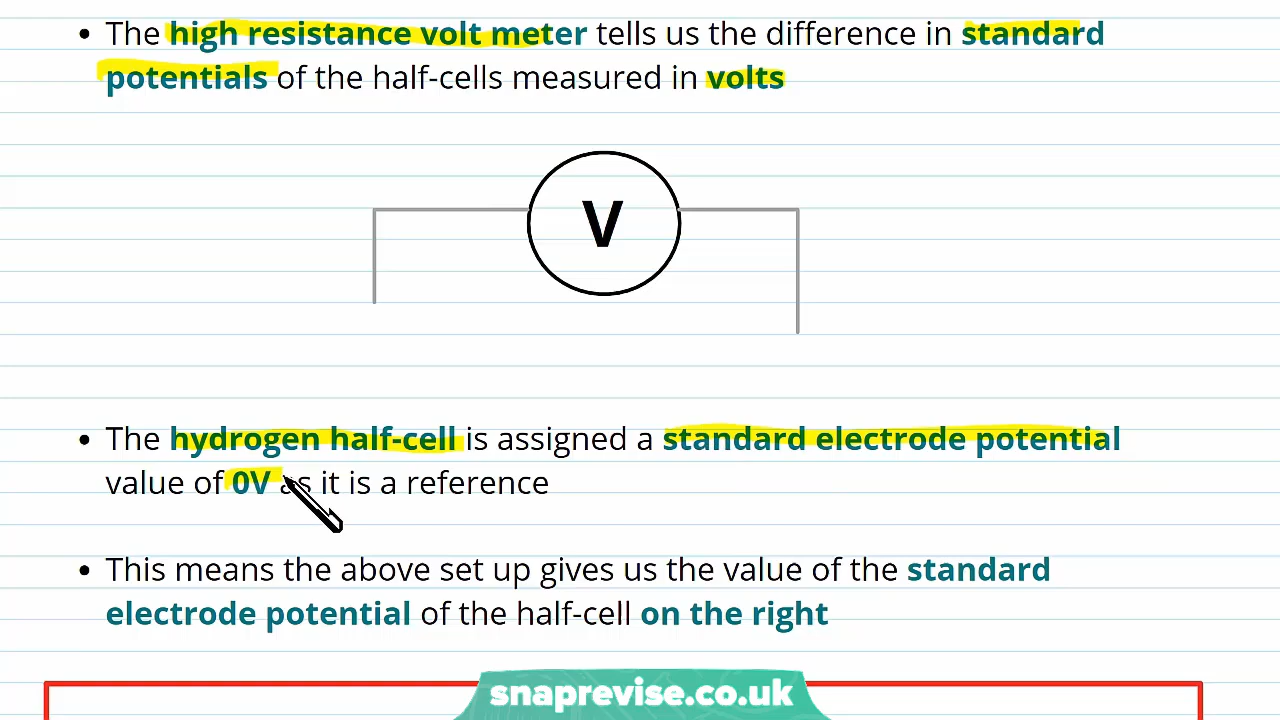 • The high resistance volt meter tells us the difference in standard
potentials of the half-cells measured in volts
V
• The hydrogen half-cell is assigned a standard electrode potential
value of 0V as it is a reference
• This means the above set up gives us the value of the standard
electrode potential of the half-cell on the right
snaprevise.co.uk